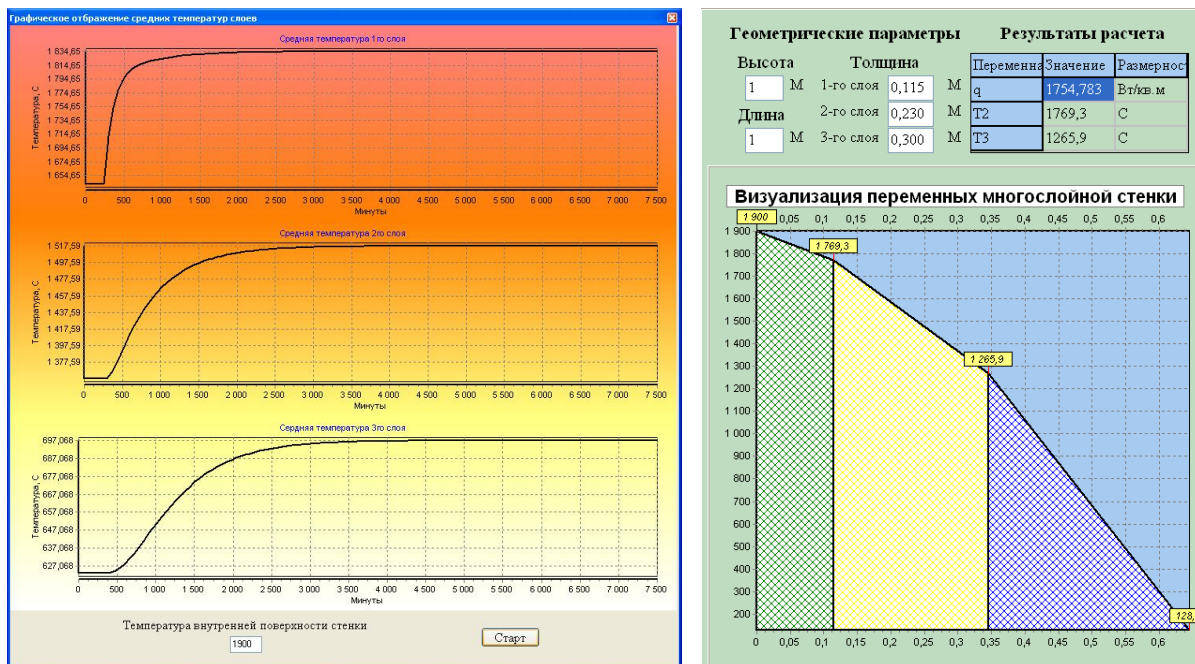 Графическое отбражение средних температур слоев
Средняя температура 1го слоя
Температура, С
1 834,65
1 814,65
1 794,65
1 774,65
1 754,65
1 734,65
1 714,65
1 694,65
1 674,65
0 500 1 000 1 500 2 000 2 500 3 000 3 500 4 000 4 500 5 000 5 500 6 000 6 500 7 000 7 500
Минуты
Средняя температура 2го слоя
Температура, С
1 517,59
1 497,59
1 477,59
1 457,59
1 437,59
1 417,59
1 397,59
1 377,59
0 500 1 000 1 500 2 000 2 500 3 000 3 500 4 000 4 500 5 000 5 500 6 000 6 500 7 000 7 500
Минуты
Сердняя температура 3го слоя
Температура, С
697,068
687,068
677,068
667,068
657,068
647,068
637,068
627,068
0 500 1 000 1 500 2 000 2 500 3 000 3 500 4 000 4 500 5 000 5 500 6 000 6 500 7 000 7 500
Минуты
Температура внутренней поверхности стенки
1900
Старт
Геометрические параметры
Высота Толщина
1 М 1-го слоя 0,115 М
Длина 2-го слоя 0,230 М
1 М 3-го слоя 0,300 М
Результаты расчета
Переменна Значение Размернос
q 1754,783 Вт/кв.м
T2 1769,3 С
T3 1265,9 С
Визуализация переменных многослойной стенки
1 900 0,05 0,1 0,15 0,2 0,25 0,3 0,35 0,4 0,45 0,5 0,55 0,6
1 769,3
1 265,9
128,
1 900
1 800
1 700
1 600
1 500
1 400
1 300
1 200
1 100
1 000
900
800
700
600
500
400
300
200
0 0,05 0,1 0,15 0,2 0,25 0,3 0,35 0,4 0,45 0,5 0,55 0,6